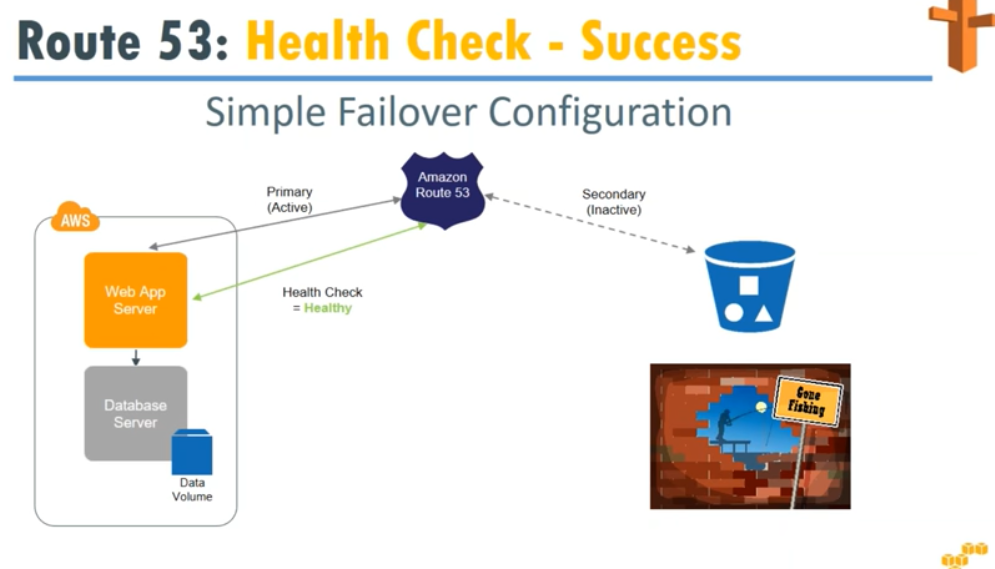 Route 53: Health Check - Success
Simple Failover Configuration
Amazon
Route 53
Primary
(Active)
Secondary
(Inactive)
AWS
Web App
Server
Health Check
= Healthy
Database
Server
Data
Volume
Gone
Fishing